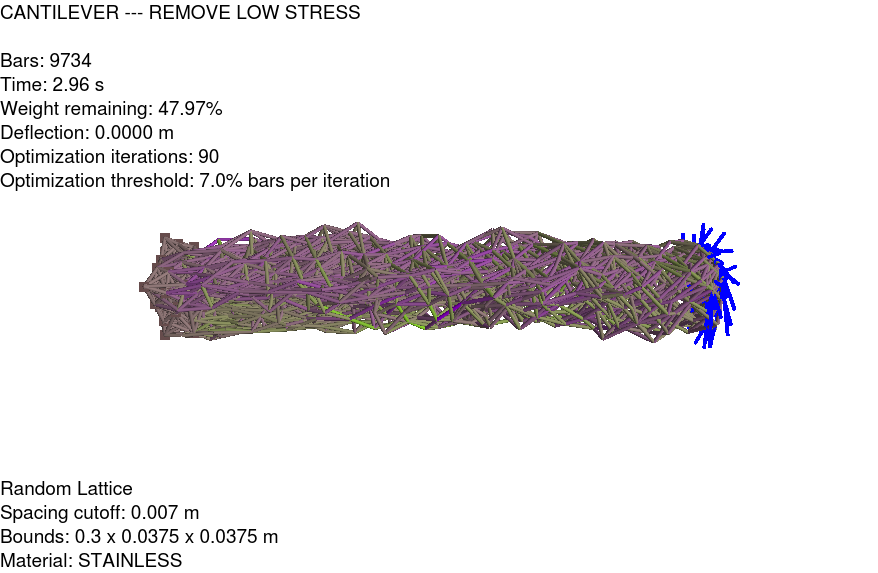 CANTILEVER --- REMOVE LOW STRESS
Bars: 9734
Time: 2.96 s
Weight remaining: 47.97%
Deflection: 0.0000 m
Optimization iterations: 90
Optimization threshold: 7.0% bars per iteration
Random Lattice
Spacing cutoff: 0.007 m
Bounds: 0.3 x 0.0375 x 0.0375 m
Material: STAINLESS